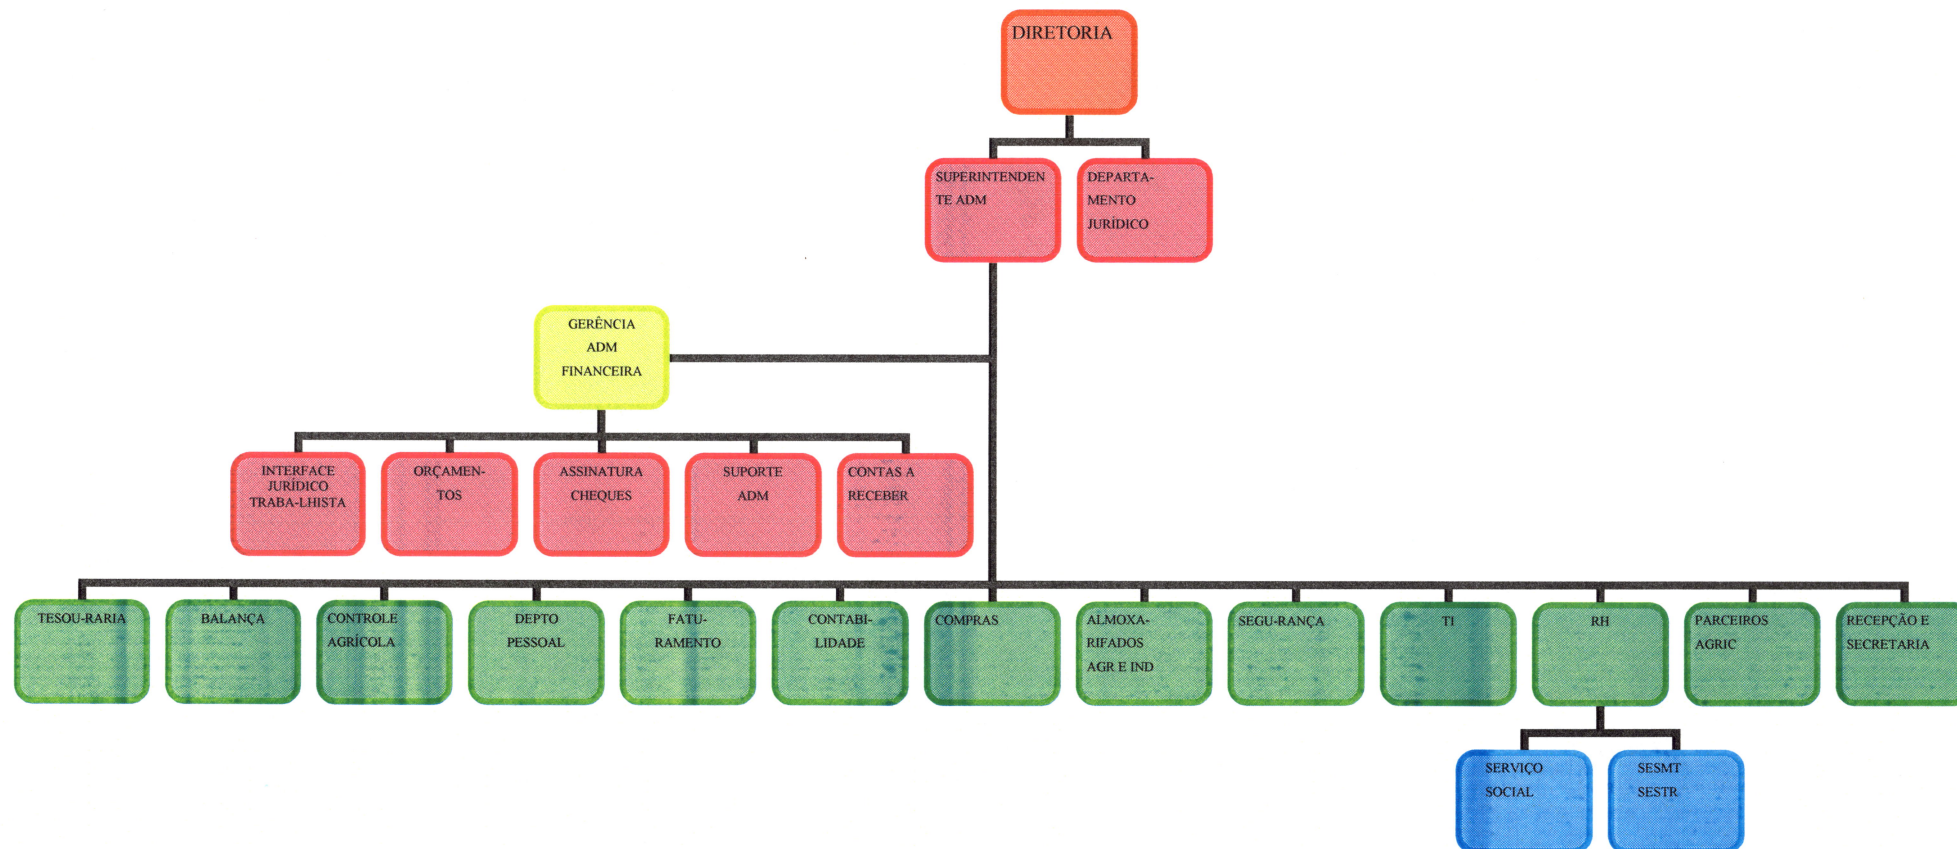 DIRETORIA
SUPERINTENDEN
TE ADM
DEPARTA-
MENTO
JURÍDICO
GERÊNCIA
ADM
FINANCEIRA
INTERFACE
JURÍDICO
TRABA-LHISTA
ORÇAMEN-
TOS
ASSINATURA
CHEQUES
SUPORTE
ADM
CONTAS A
RECEBER
TESOU-RARIA
BALANÇA
CONTROLE
AGRÍCOLA
DEPTO
PESSOAL
FATU-
RAMENTO
CONTABI-
LIDADE
COMPRAS
ALMOXA-
RIFADOS
AGR E IND
SEGU-RANÇA
TI
RH
PARCEIROS
AGRIC
RECEPÇÃO E
SECRETARIA
SERVIÇO
SOCIAL
SESMT
SESTR